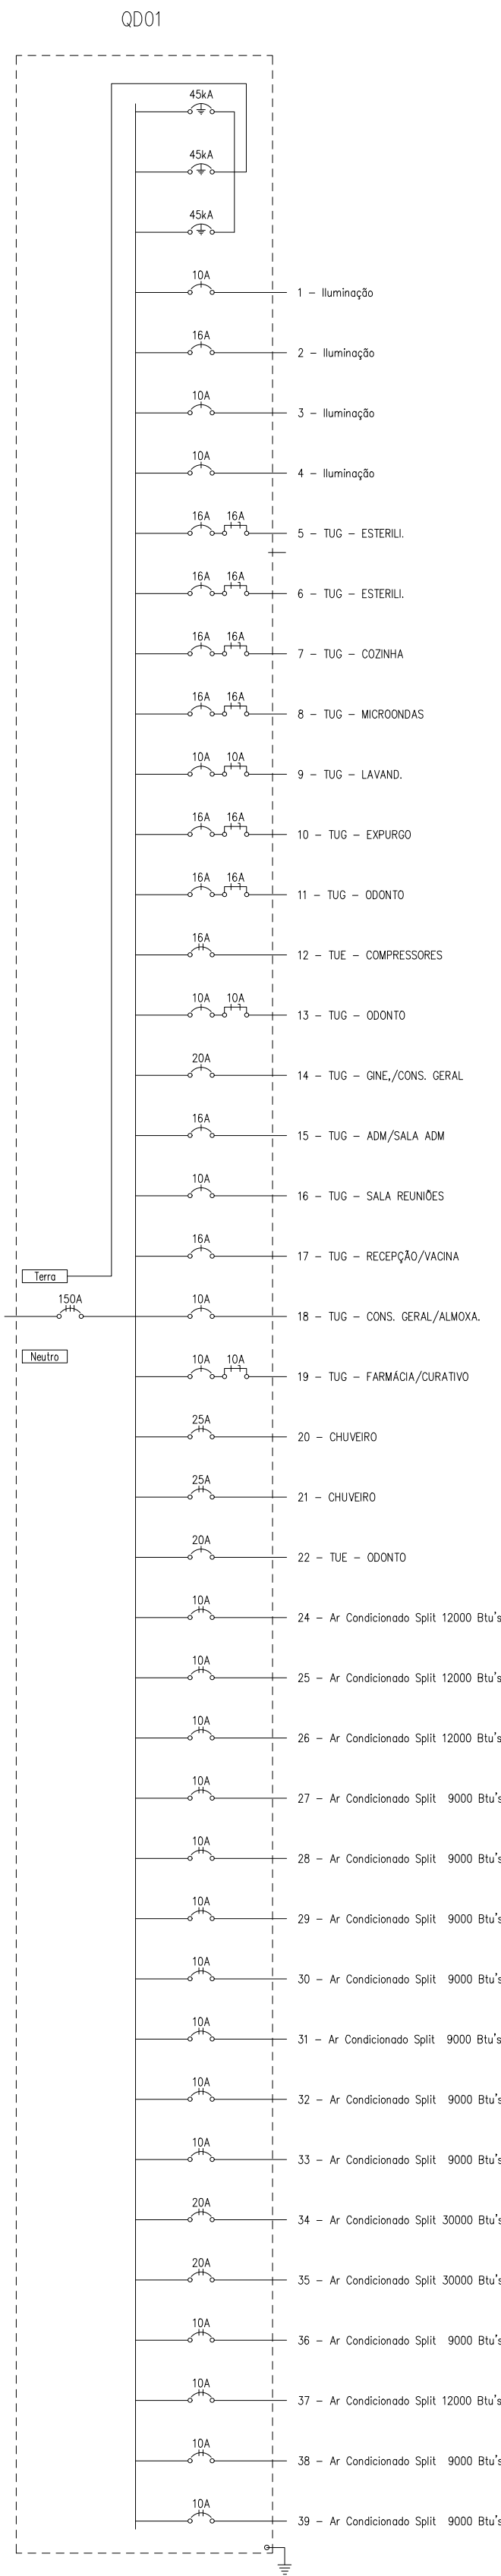 QD01
45kA
45kA
45kA
10A
1 - Iluminação
16A
2 - Iluminação
10A
3 - Iluminação
10A
4 - Iluminação
16A 16A
5 - TUG - ESTERILI.
16A 16A
6 - TUG - ESTERILI.
16A 16A
7 - TUG - COZINHA
16A 16A
8 - TUG - MICROONDAS
10A 10A
9 - TUG - LAVAND.
16A 16A
10 - TUG - EXPURGO
16A 16A
11 - TUG - ODONTO
16A
12 - TUE - COMPRESSORES
10A 10A
13 - TUG - ODONTO
20A
14 - TUG - GINE,/CONS. GERAL
16A
15 - TUG - ADM/SALA ADM
10A
16 - TUG - SALA REUNIÕES
16A
17 - TUG - RECEPÇÃO/VACINA
Terra
150A 10A
18 - TUG - CONS. GERAL/ALMOXA.
Neutro
10A 10A
19 - TUG - FARMÁCIA/CURATIVO
25A
20 - CHUVEIRO
25A
21 - CHUVEIRO
20A
22 - TUE - ODONTO
10A
24 - Ar Condicionado Split 12000 Btu's
10A
25 - Ar Condicionado Split 12000 Btu's
10A
26 - Ar Condicionado Split 12000 Btu's
10A
27 - Ar Condicionado Split 9000 Btu's
10A
28 - Ar Condicionado Split 9000 Btu's
10A
29 - Ar Condicionado Split 9000 Btu's
10A
30 - Ar Condicionado Split 9000 Btu's
10A
31 - Ar Condicionado Split 9000 Btu's
10A
32 - Ar Condicionado Split 9000 Btu's
10A
33 - Ar Condicionado Split 9000 Btu's
20A
34 - Ar Condicionado Split 30000 Btu's
20A
35 - Ar Condicionado Split 30000 Btu's
10A
36 - Ar Condicionado Split 9000 Btu's
10A
37 - Ar Condicionado Split 12000 Btu's
10A
38 - Ar Condicionado Split 9000 Btu's
10A
39 - Ar Condicionado Split 9000 Btu's